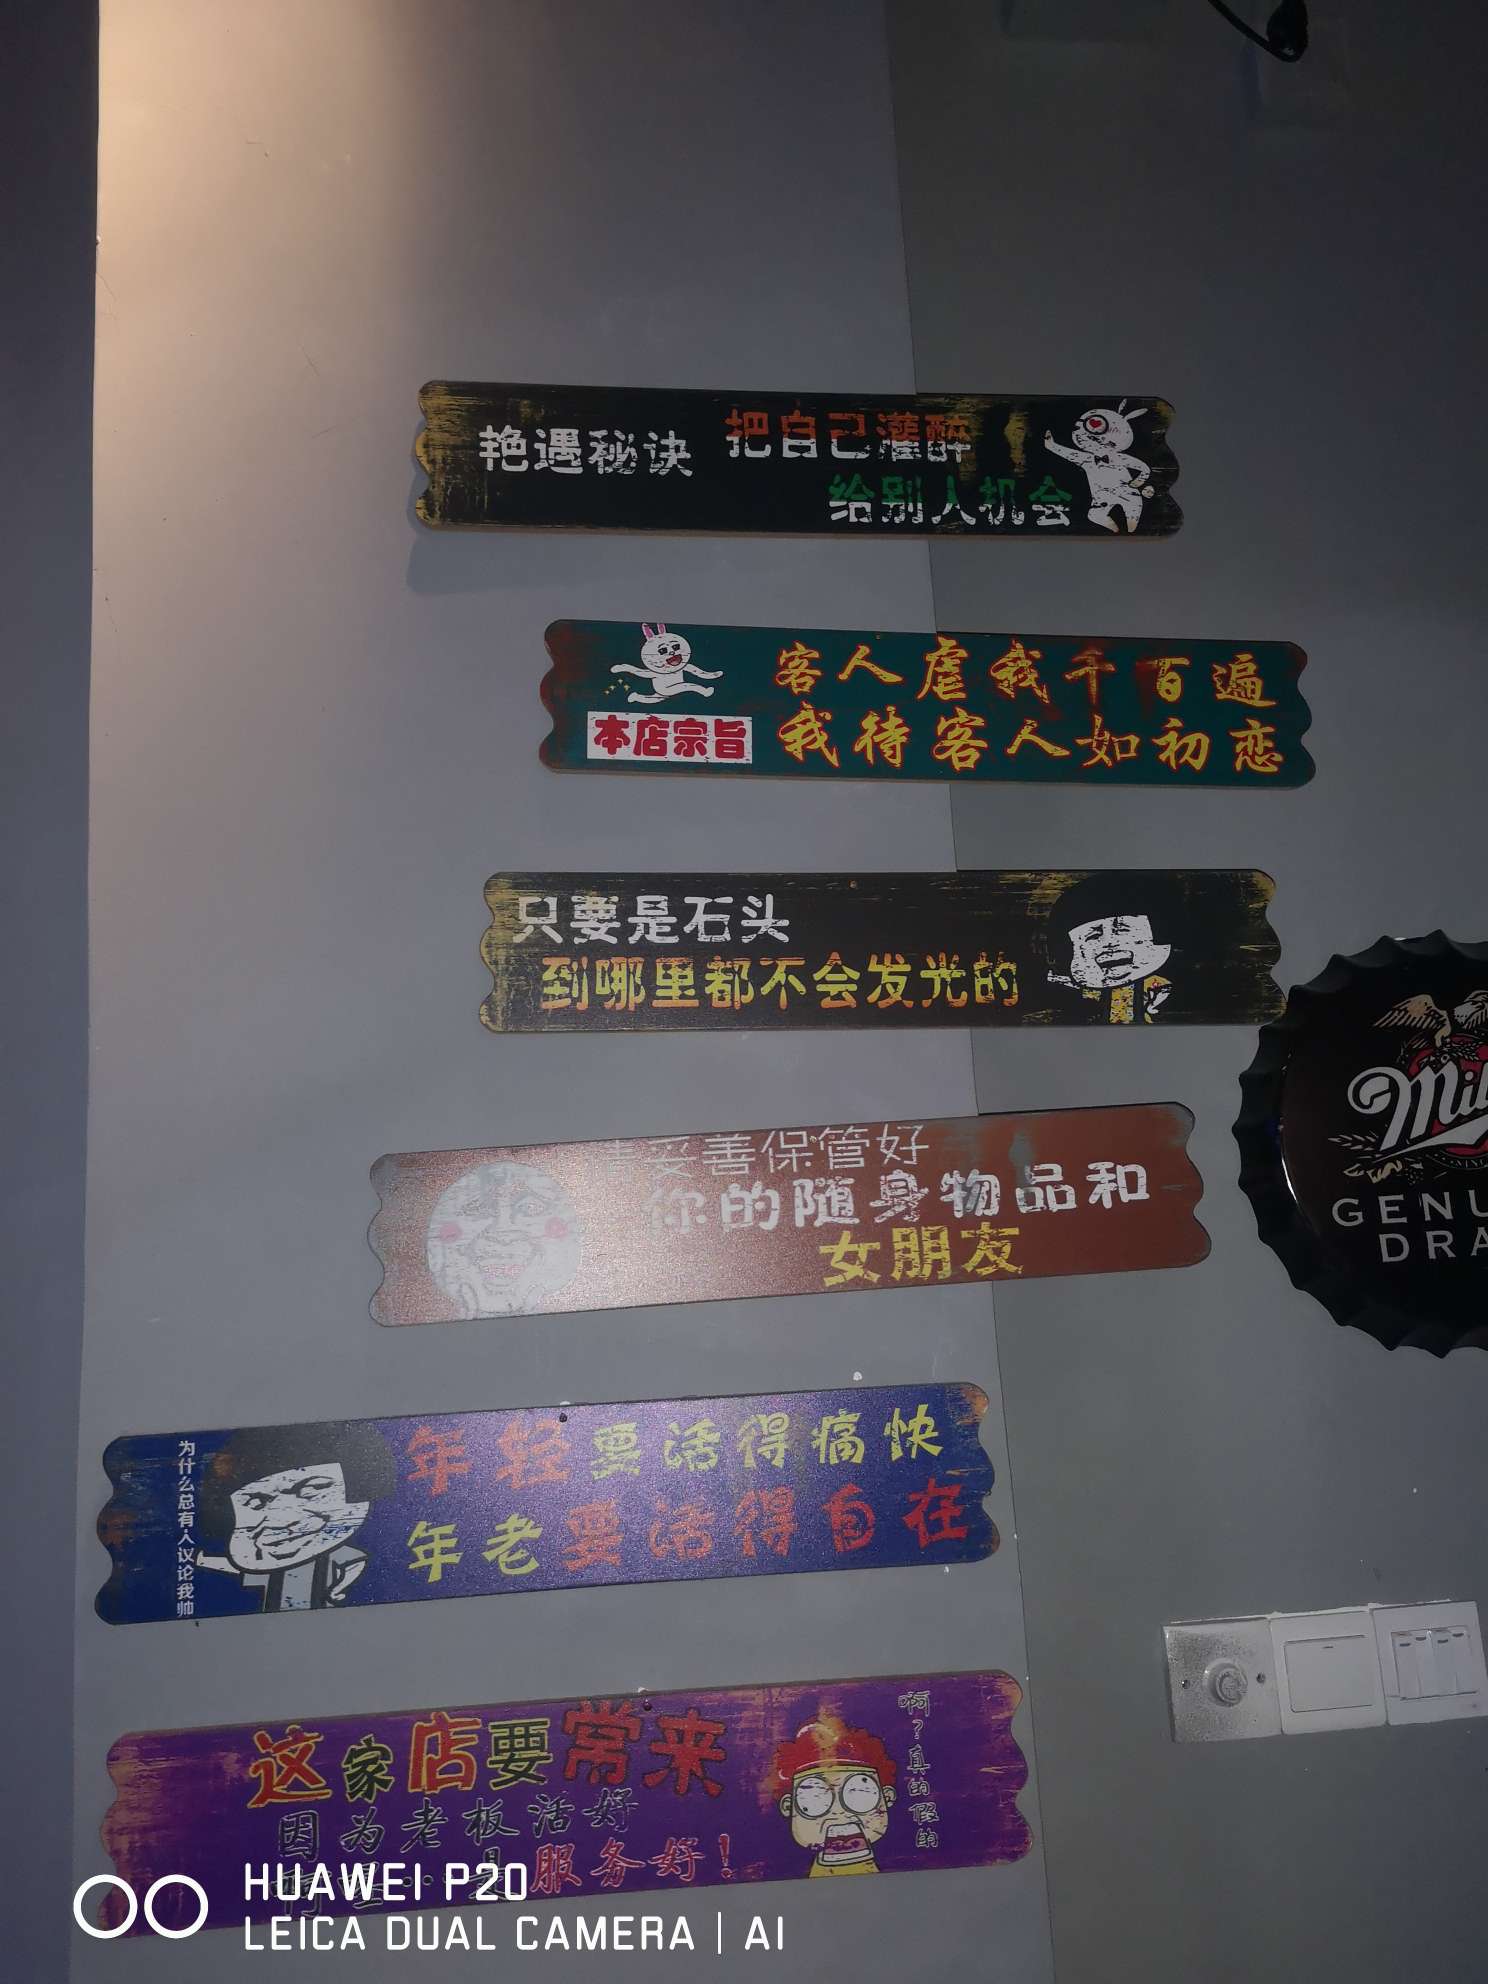 艳遇秘诀 把自己灌醉
给别人机会
客人虐我千百遍
本店宗旨 我待客人如初恋
只要是石头
到哪里都不会发光的
请妥善保管好
你的随身物品和
女朋友
为什么总有人议论我帅
年轻要活得痛快
年老要活得自在
这家店要常来
因为老板活好
是服务好!
啊?真的假的
Mil
GENU
DRA
HUAWEI P20
LEICA DUAL CAMERA | AI